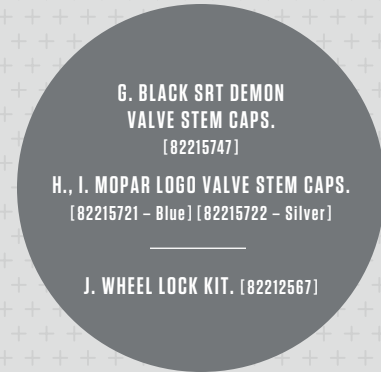 G. BLACK SRT DEMON
VALVE STEM CAPS.
[82215747]
H., I. MOPAR LOGO VALVE STEM CAPS.
[82215721 – Blue] [82215722 – Silver]
J. WHEEL LOCK KIT. [82212567]